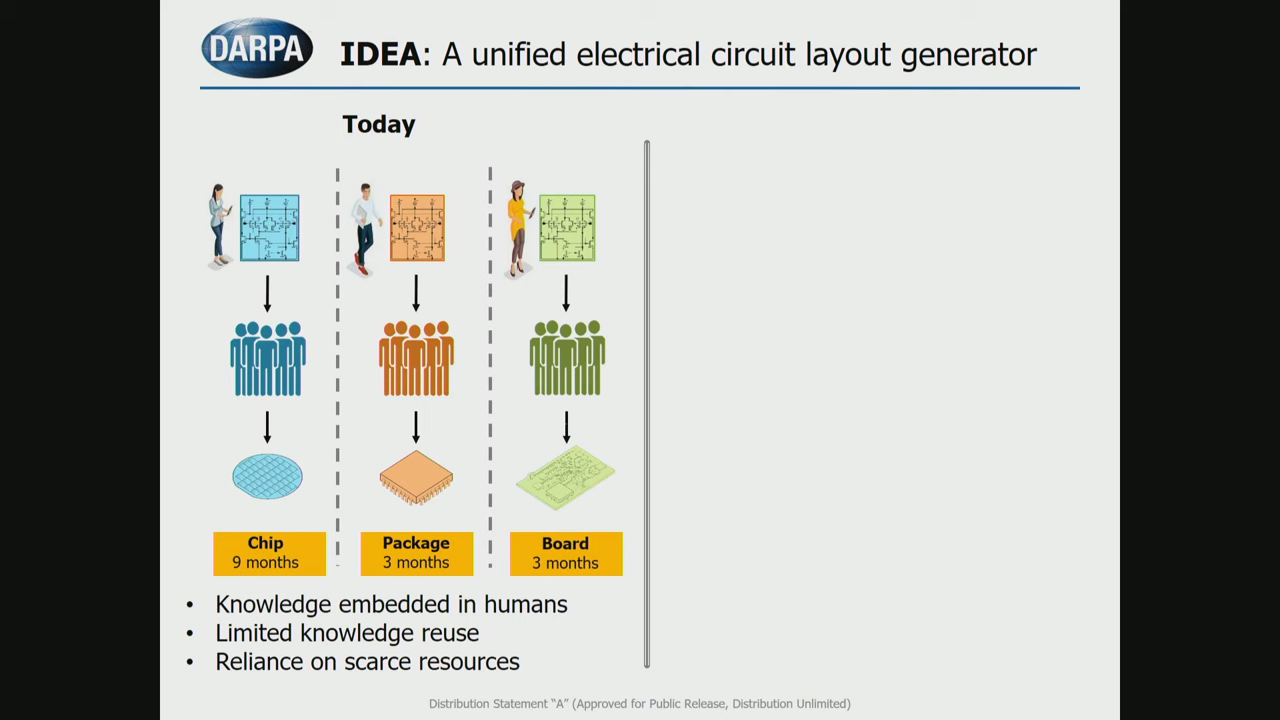 DARPA
IDEA: A unified electrical circuit layout generator
Today
Chip
9 months
Package
3 months
Board
3 months
• Knowledge embedded in humans
• Limited knowledge reuse
• Reliance on scarce resources
Distribution Statement “A” (Approved for Public Release, Distribution Unlimited)